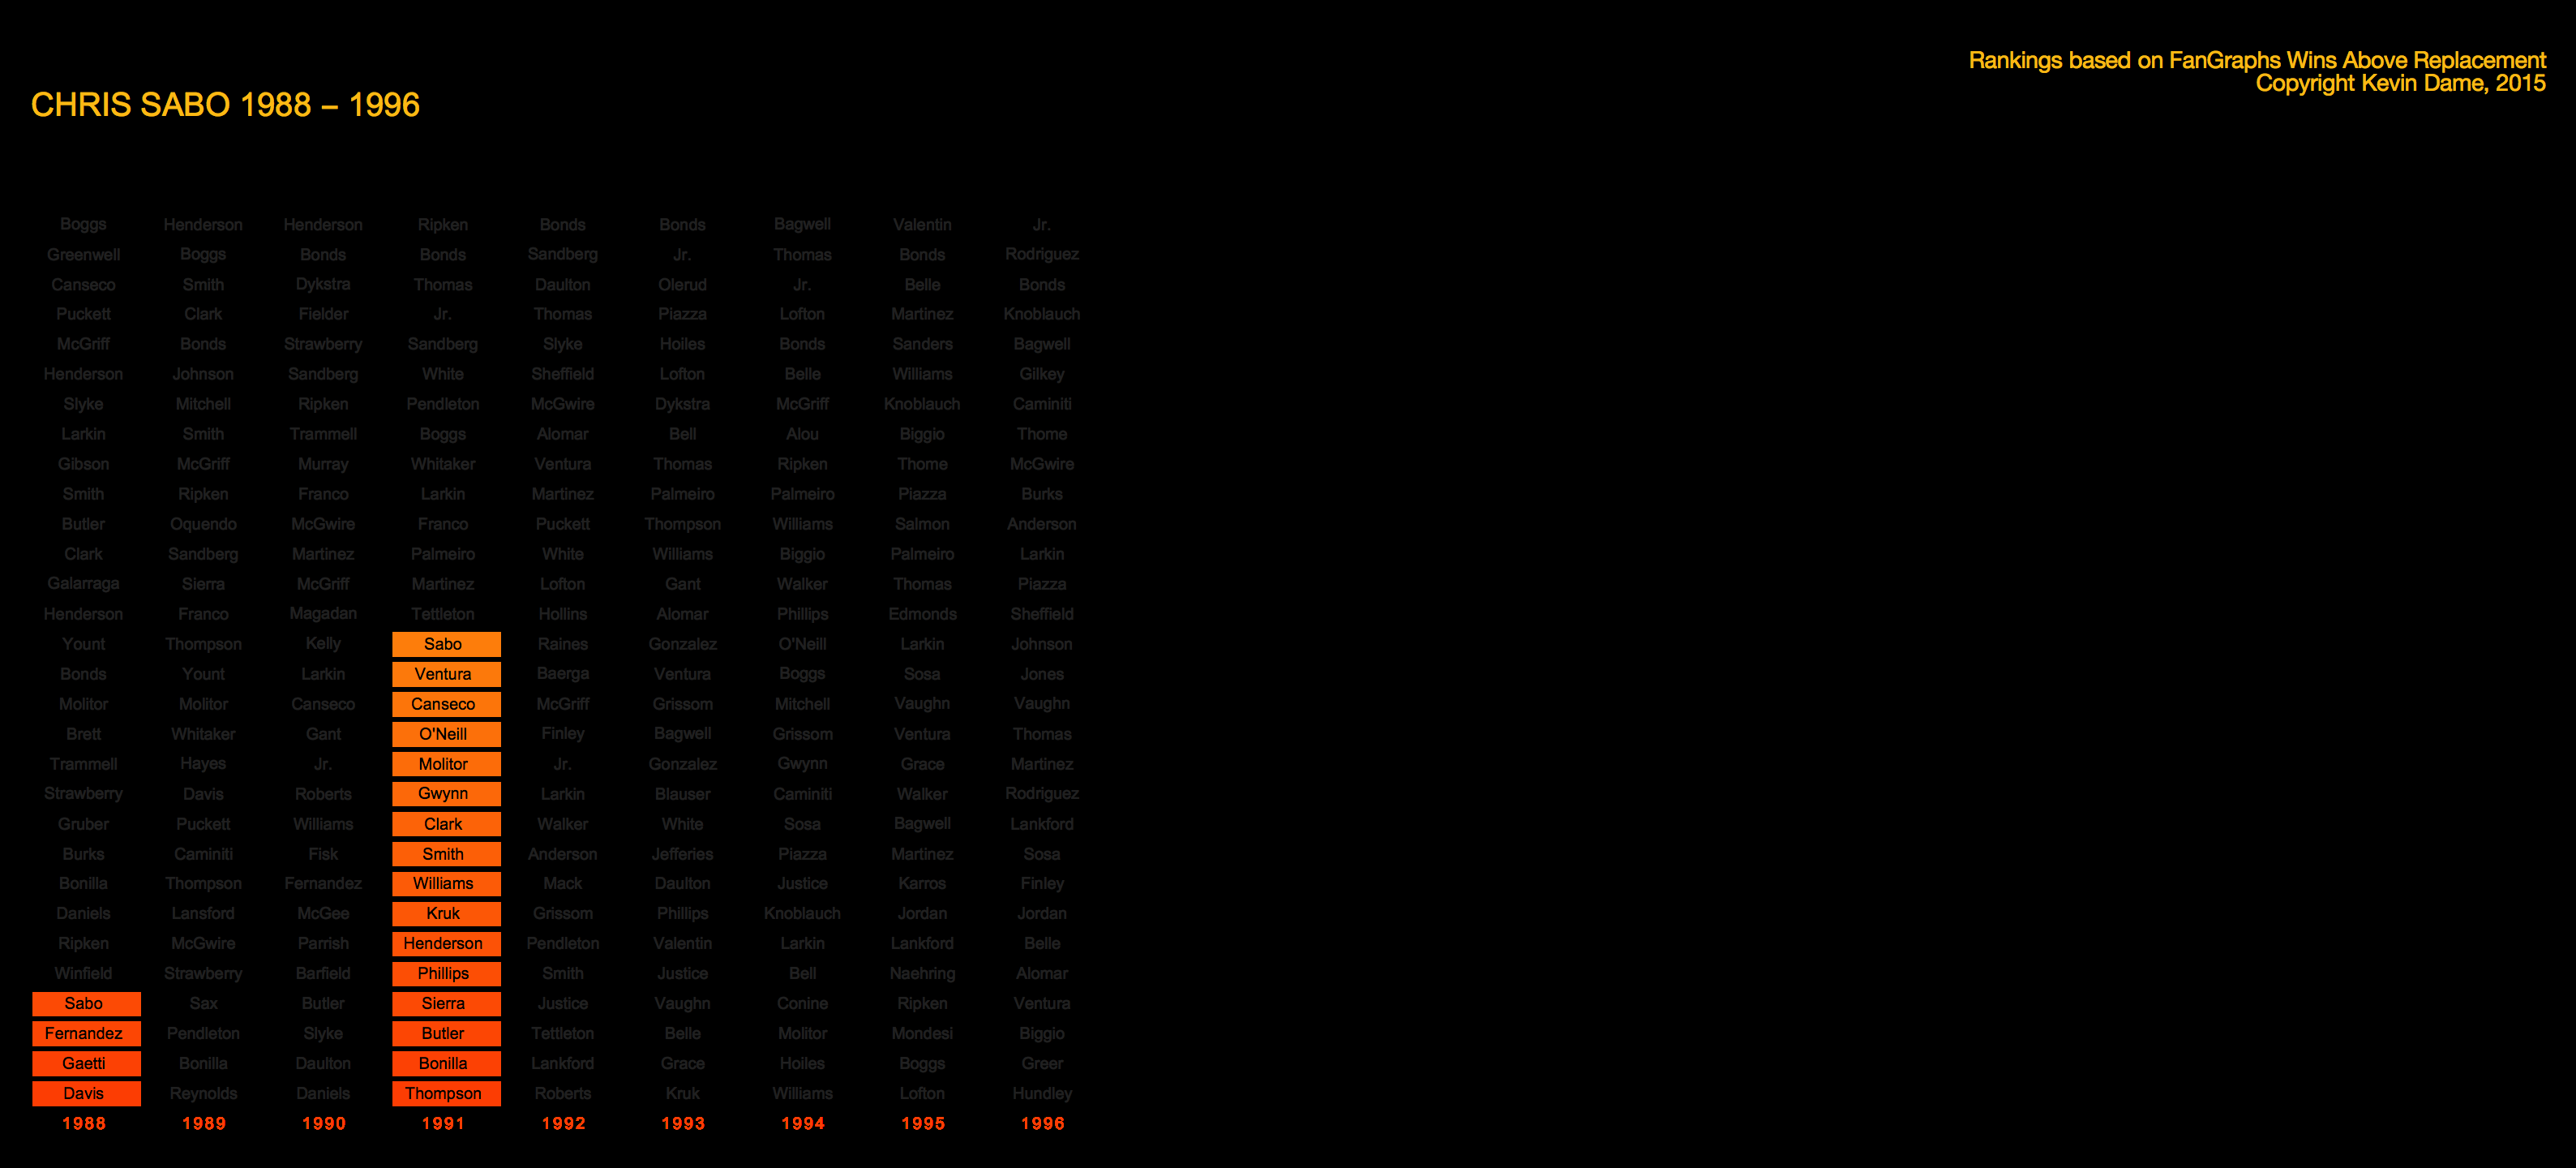 Rankings based on FanGraphs Wins Above Replacement
Copyright Kevin Dame, 2015
CHRIS SABO 1988 – 1996
Boggs Henderson Henderson Ripken Bonds Bonds Bagwell Valentin Jr.
Greenwell Boggs Bonds Bonds Sandberg Jr. Thomas Bonds Rodriguez
Canseco Smith Dykstra Thomas Daulton Olerud Jr. Belle Bonds
Puckett Clark Fielder Jr. Thomas Piazza Lofton Martinez Knoblauch
McGriff Bonds Strawberry Sandberg Slyke Hoiles Bonds Sanders Bagwell
Henderson Johnson Sandberg White Sheffield Lofton Belle Williams Gilkey
Slyke Mitchell Ripken Pendleton McGwire Dykstra McGriff Knoblauch Caminiti
Larkin Smith Trammell Boggs Alomar Bell Alou Biggio Thome
Gibson McGriff Murray Whitaker Ventura Thomas Ripken Thome McGwire
Smith Ripken Franco Larkin Martinez Palmeiro Palmeiro Piazza Burks
Butler Oquendo McGwire Franco Puckett Thompson Williams Salmon Anderson
Clark Sandberg Martinez Palmeiro White Williams Biggio Palmeiro Larkin
Galarraga Sierra McGriff Martinez Lofton Gant Walker Thomas Piazza
Henderson Franco Magadan Tettleton Hollins Alomar Phillips Edmonds Sheffield
Yount Thompson Kelly Sabo Raines Gonzalez O'Neill Larkin Johnson
Bonds Yount Larkin Ventura Baerga Ventura Boggs Sosa Jones
Molitor Molitor Canseco Canseco McGriff Grissom Mitchell Vaughn Vaughn
Brett Whitaker Gant O'Neill Finley Bagwell Grissom Ventura Thomas
Trammell Hayes Jr. Molitor Jr. Gonzalez Gwynn Grace Martinez
Strawberry Davis Roberts Gwynn Larkin Blauser Caminiti Walker Rodriguez
Gruber Puckett Williams Clark Walker White Sosa Bagwell Lankford
Burks Caminiti Fisk Smith Anderson Jefferies Piazza Martinez Sosa
Bonilla Thompson Fernandez Williams Mack Daulton Justice Karros Finley
Daniels Lansford McGee Kruk Grissom Phillips Knoblauch Jordan Jordan
Ripken McGwire Parrish Henderson Pendleton Valentin Larkin Lankford Belle
Winfield Strawberry Barfield Phillips Smith Justice Bell Naehring Alomar
Sabo Sax Butler Sierra Justice Vaughn Conine Ripken Ventura
Fernandez Pendleton Slyke Butler Tettleton Belle Molitor Mondesi Biggio
Gaetti Bonilla Daulton Bonilla Lankford Grace Hoiles Boggs Greer
Davis Reynolds Daniels Thompson Roberts Kruk Williams Lofton Hundley
1988 1989 1990 1991 1992 1993 1994 1995 1996